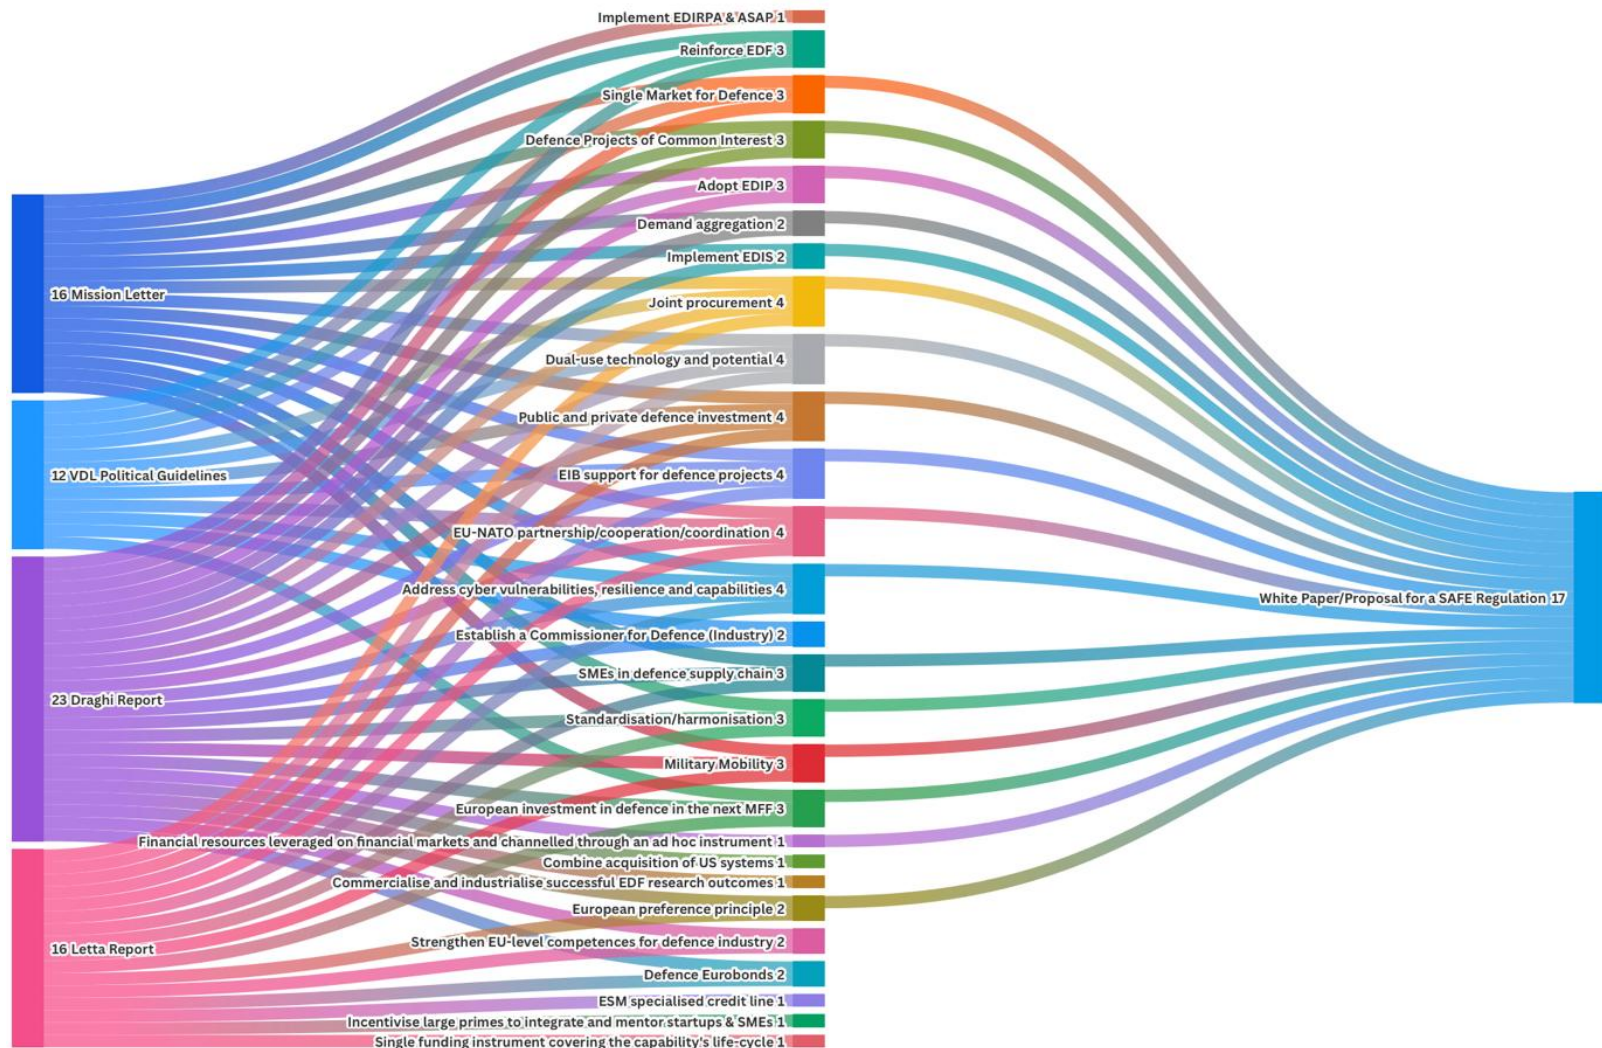 Implement EDIRPA & ASAP 1
Reinforce EDF 3
Single Market for Defence 3
Defence Projects of Common Interest 3
Adopt EDIP 3
Demand aggregation 2
Implement EDIS 2
Joint procurement 4
Dual-use technology and potential 4
Public and private defence investment 4
EIB support for defence projects 4
EU-NATO partnership/cooperation/coordination 4
Address cyber vulnerabilities, resilience and capabilities 4
Establish a Commissioner for Defence (Industry) 2
SMEs in defence supply chain 3
Standardisation/harmonisation 3
Military Mobility 3
European investment in defence in the next MFF 3
Financial resources leveraged on financial markets and channelled through an ad hoc instrument 1
Combine acquisition of US systems 1
Commercialise and industrialise successful EDF research outcomes 1
European preference principle 2
Strengthen EU-level competences for defence industry 2
Defence Eurobonds 2
ESM specialised credit line 1
Incentivise large primes to integrate and mentor startups & SMEs 1
Single funding instrument covering the capability's life-cycle 1
16 Mission Letter
12 VDL Political Guidelines
23 Draghi Report
16 Letta Report
White Paper/Proposal for a SAFE Regulation 17